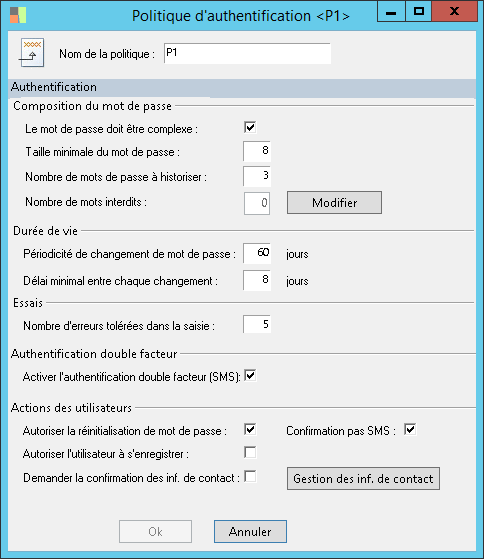 Politique d'authentification <P1>
xxxx
Nom de la politique : P1
Authentification
Composition du mot de passe
Le mot de passe doit être complexe :
Taille minimale du mot de passe : 8
Nombre de mots de passe à historiser : 3
Nombre de mots interdits : 0 Modifier
Durée de vie
Périodicité de changement de mot de passe : 60 jours
Délai minimal entre chaque changement : 8 jours
Essais
Nombre d'erreurs tolérées dans la saisie : 5
Authentification double facteur
Activer l'authentification double facteur (SMS):
Actions des utilisateurs
Autoriser la réinitialisation de mot de passe : Confirmation pas SMS :
Autoriser l'utilisateur à s'enregistrer :
Demander la confirmation des inf. de contact : Gestion des inf. de contact
Ok Annuler